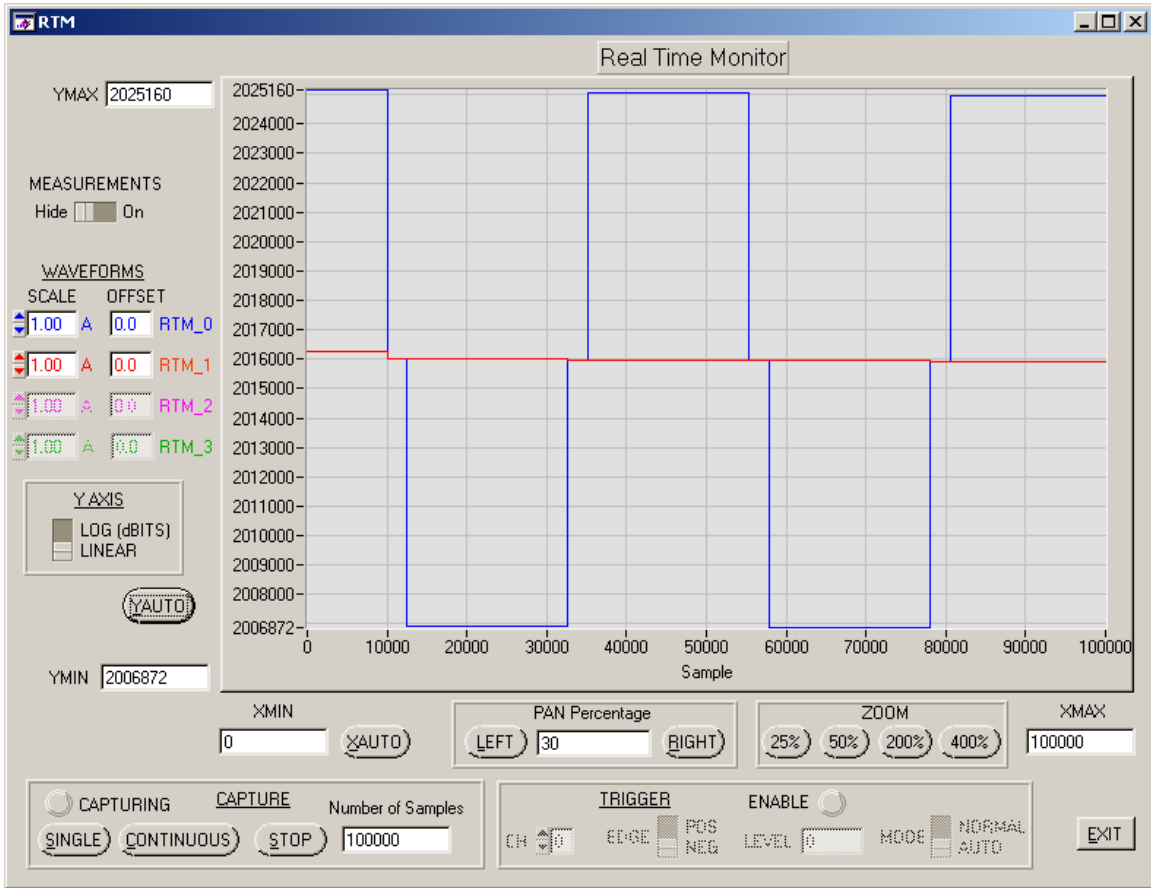 RTM
Real Time Monitor
YMAX 2025160
2025160
2024000
2023000
2022000
2021000
2020000
2019000
2018000
2017000
2016000
2015000
2014000
2013000
2012000
2011000
2010000
2009000
2008000
2006872
MEASUREMENTS
Hide On
WAVEFORMS
SCALE OFFSET
1.00 A 0.0 RTM_0
1.00 A 0.0 RTM_1
1.00 A 0.0 RTM_2
1.00 A 0.0 RTM_3
Y AXIS
LOG (dBITS)
LINEAR
YAUTO
YMIN 2006872
0 10000 20000 30000 40000 50000 60000 70000 80000 90000 100000
Sample
XMIN
0 XAUTO
PAN Percentage
LEFT 30 RIGHT
ZOOM
25% 50% 200% 400%
XMAX
100000
CAPTURING CAPTURE Number of Samples
SINGLE CONTINUOUS STOP 100000
TRIGGER ENABLE
CH 0 EDGE POS NEG LEVEL 0 MODE NORMAL AUTO
EXIT